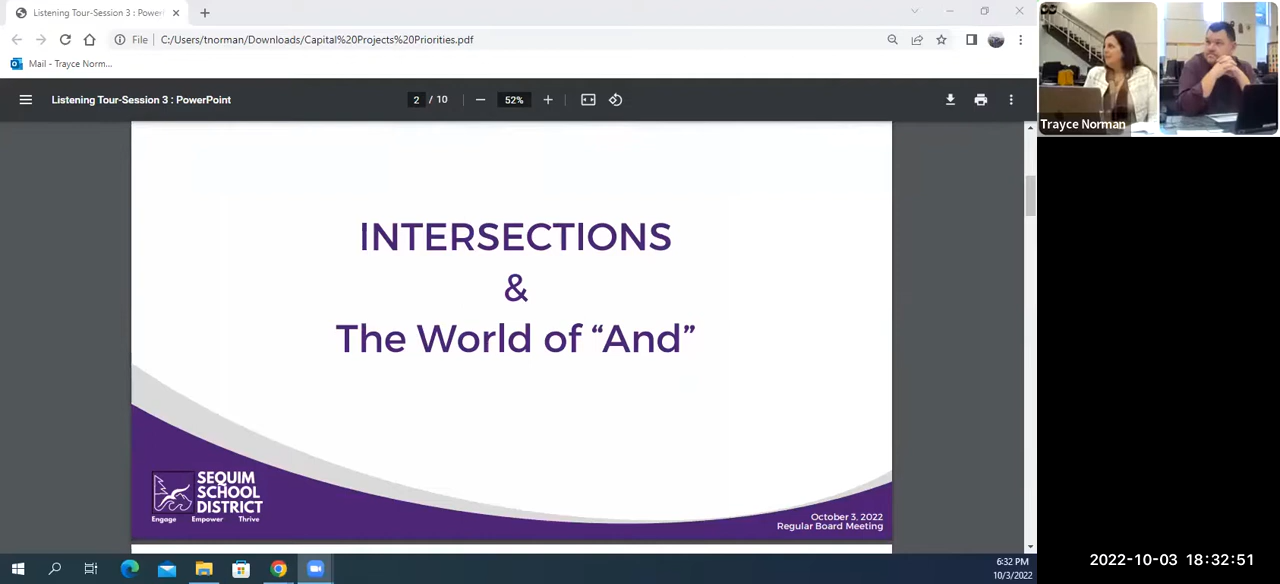 Listening Tour-Session 3 : Power
File
C:/Users/tnorman/Downloads/Capital%20Projects%20Priorities.pdf
Mail - Trayce Norm...
Listening Tour-Session 3 : PowerPoint
2 / 10
52%
INTERSECTIONS
&
The World of “And”
SEQUIM
SCHOOL
DISTRICT
Engage Empower Thrive
October 3, 2022
Regular Board Meeting
Trayce Norman
6:32 PM
10/3/2022
2022-10-03 18:32:51